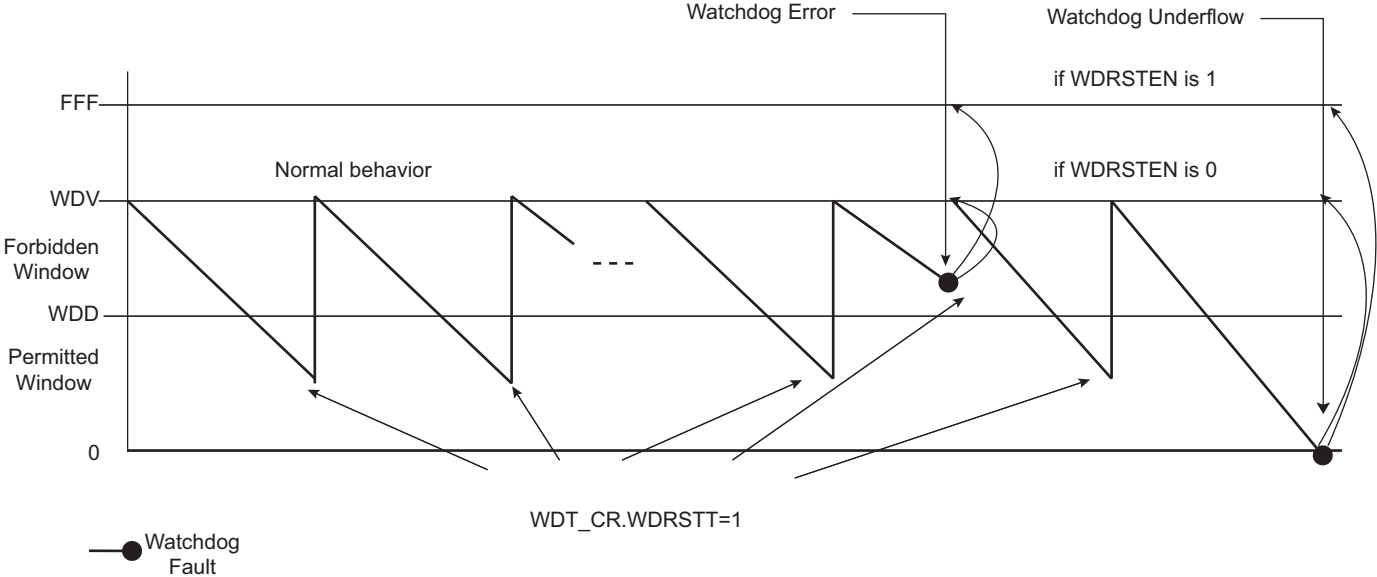 Watchdog Error
Watchdog Underflow
if WDRSTEN is 1
FFF
Normal behavior
if WDRSTEN is 0
WDV
Forbidden
Window
WDD
Permitted
Window
0
WDT_CR.WDRSTT=1
Watchdog
Fault